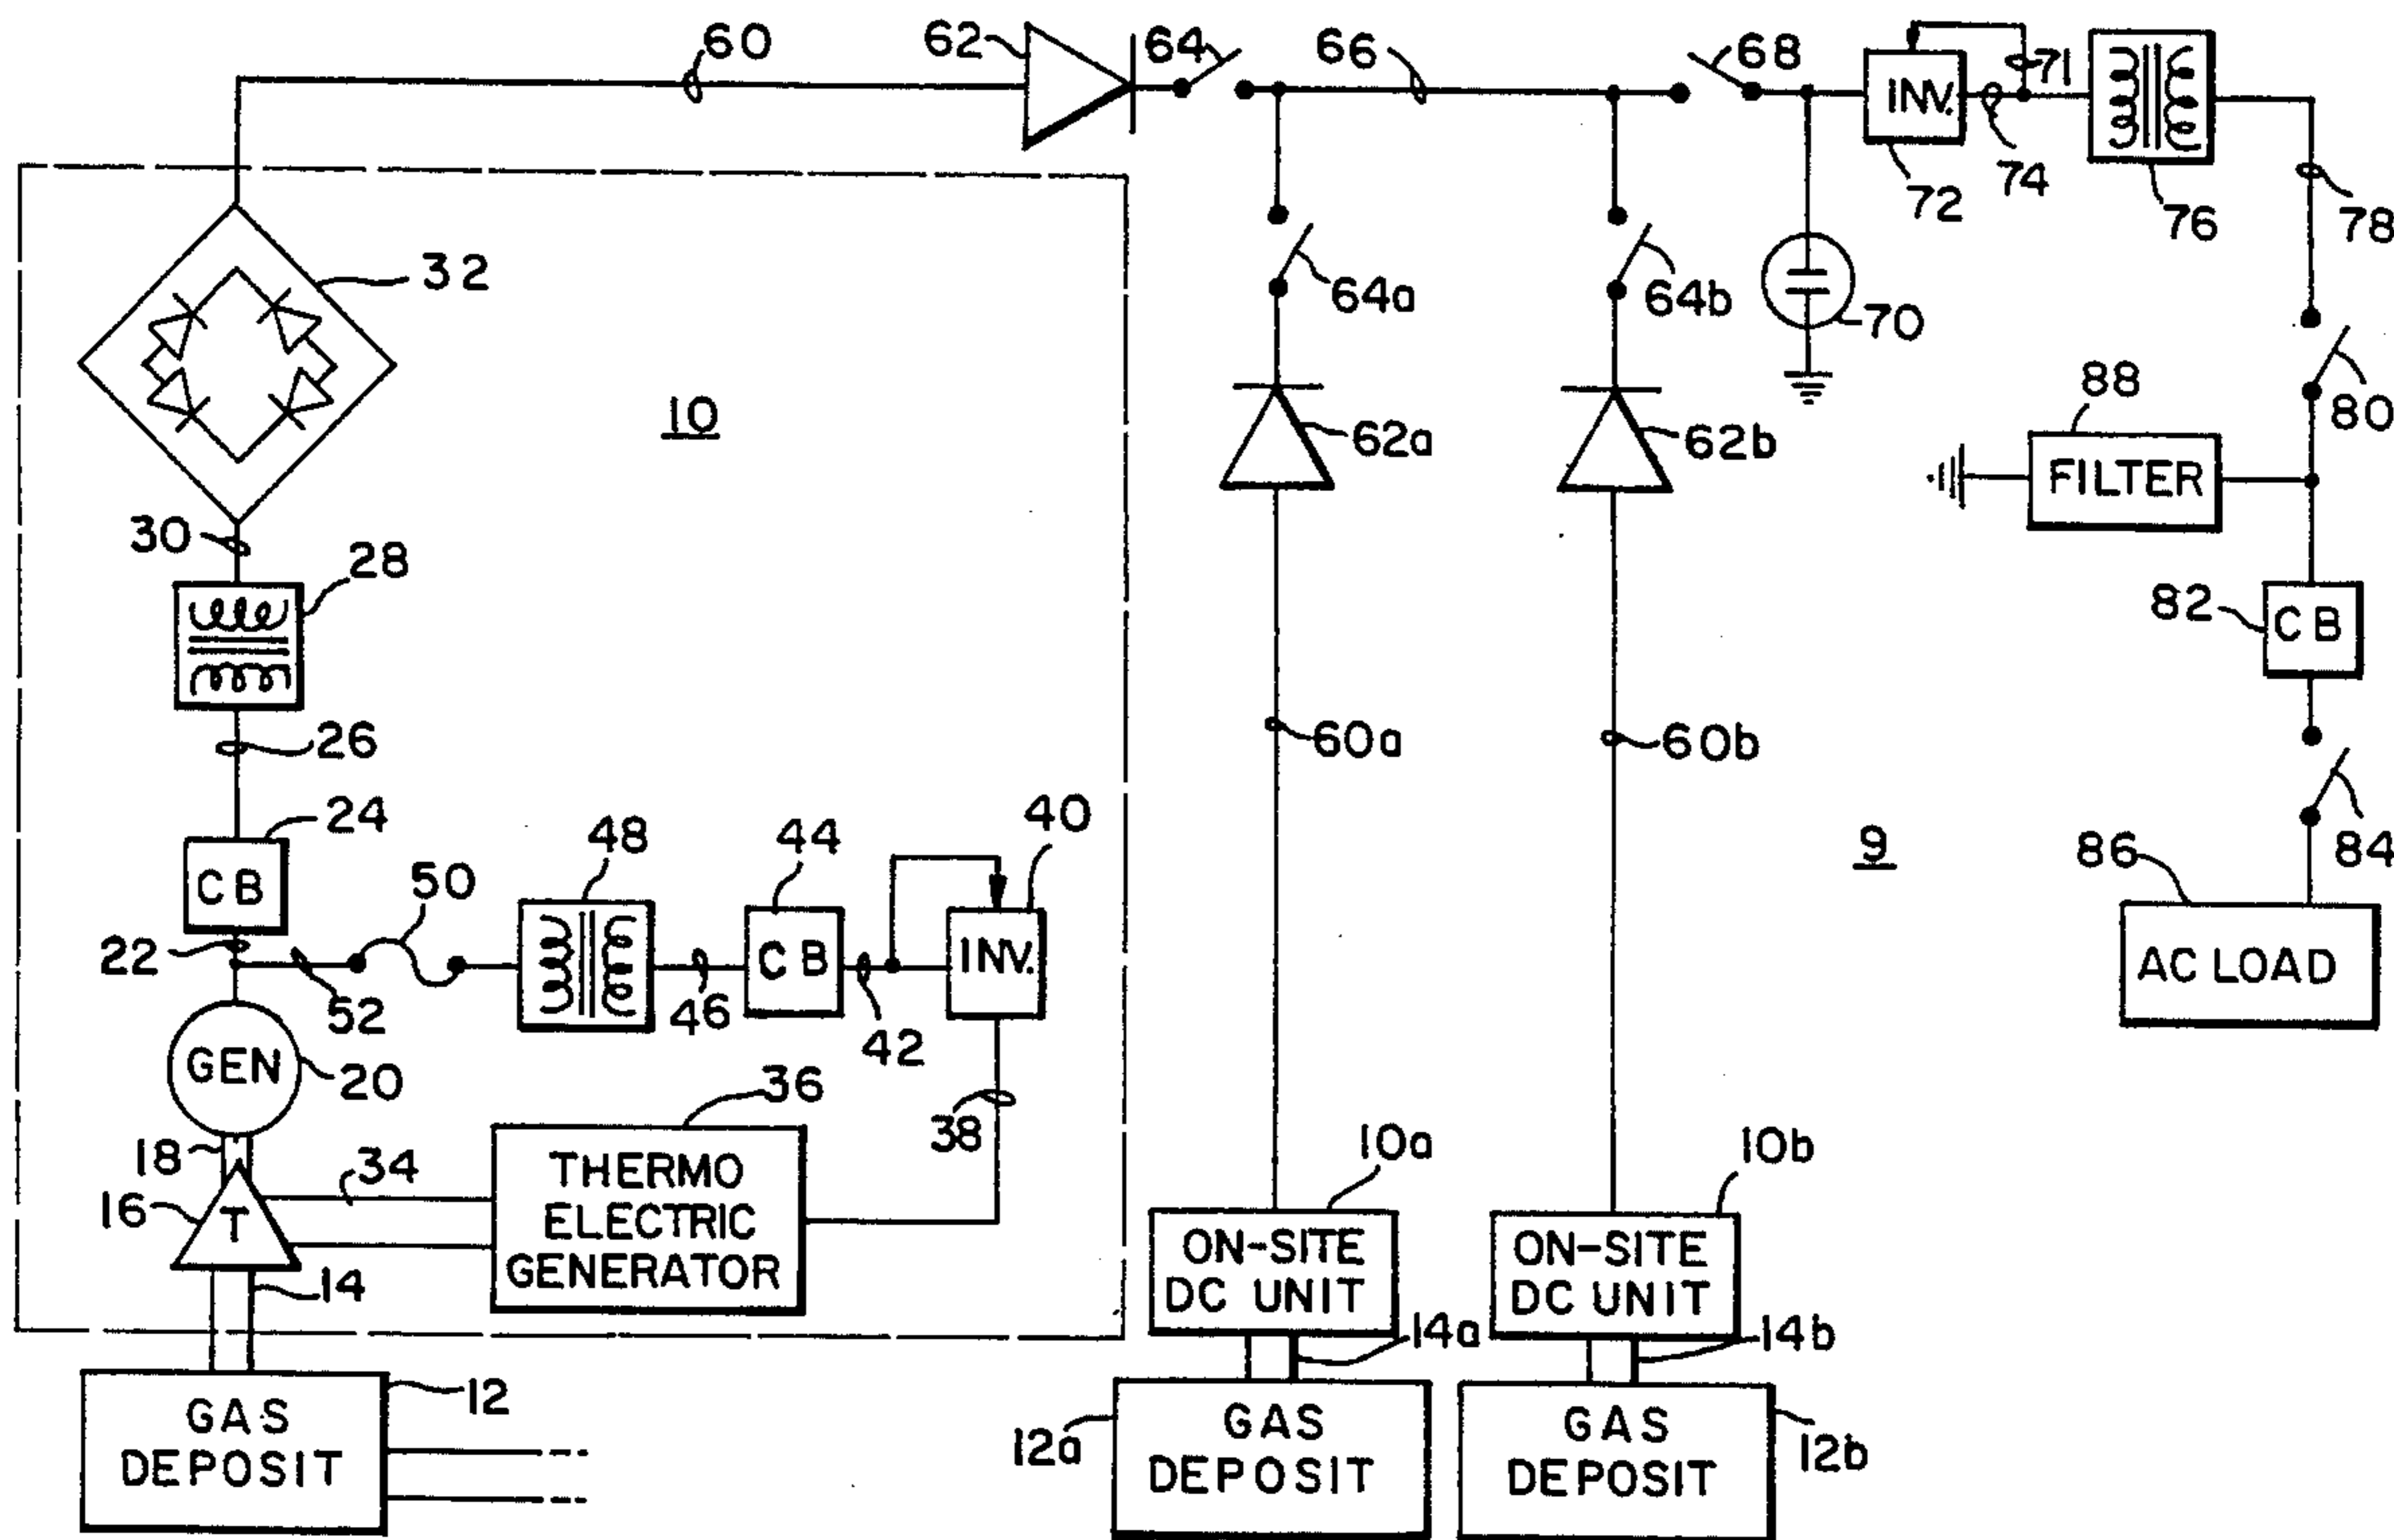 60
62
64
66
68
INV.
71
72
74
76
78
32
10
64a
64b
70
80
88
FILTER
62a
62b
30
28
82
CB
26
60a
60b
24
CB
22
50
48
44
40
CB
INV.
9
84
86
AC LOAD
52
46
42
GEN
20
36
38
18
34
16
T
THERMO
ELECTRIC
GENERATOR
14
10a
10b
ON-SITE
DC UNIT
ON-SITE
DC UNIT
14a
14b
12
GAS
DEPOSIT
12a
GAS
DEPOSIT
GAS
DEPOSIT
12b